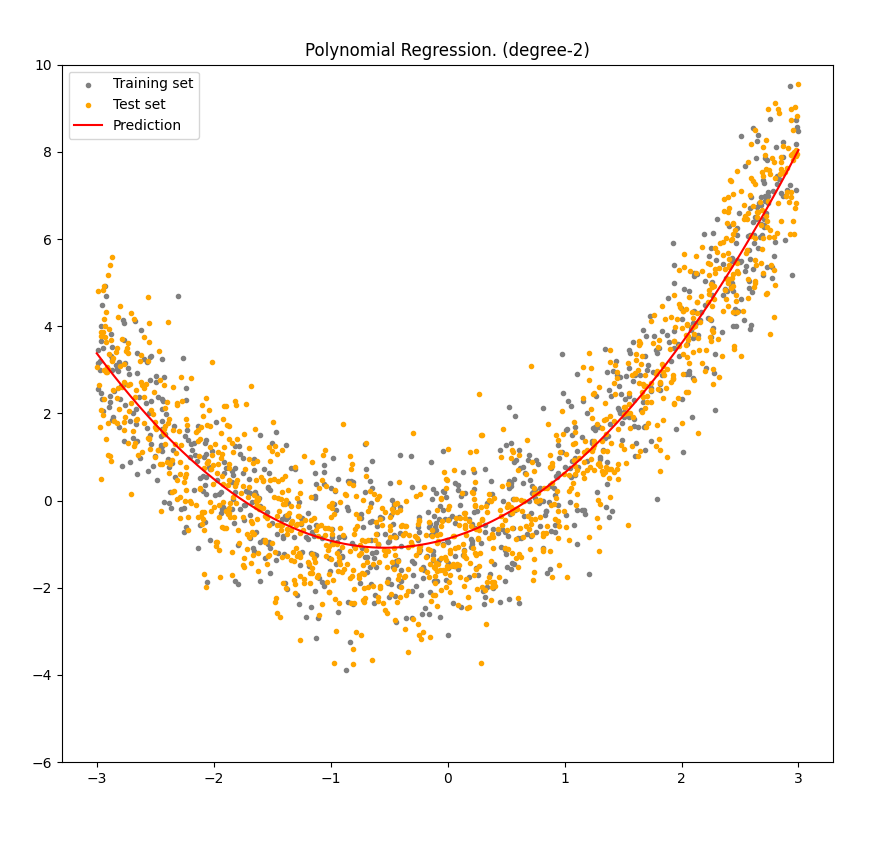 Polynomial Regression. (degree-2)
10
8
6
4
2
0
−2
−4
−6
Training set
Test set
Prediction
−3 −2 −1 0 1 2 3